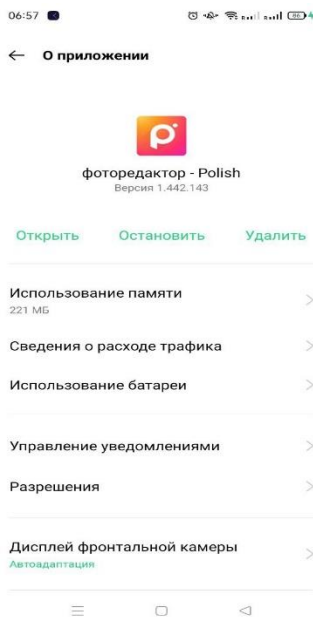 06:57
86
О приложении
фоторедактор - Polish
Версия 1.442.143
Открыть Остановить Удалить
Использование памяти
221 МБ
Сведения о расходе трафика
Использование батареи
Управление уведомлениями
Разрешения
Дисплей фронтальной камеры
Автоадаптация